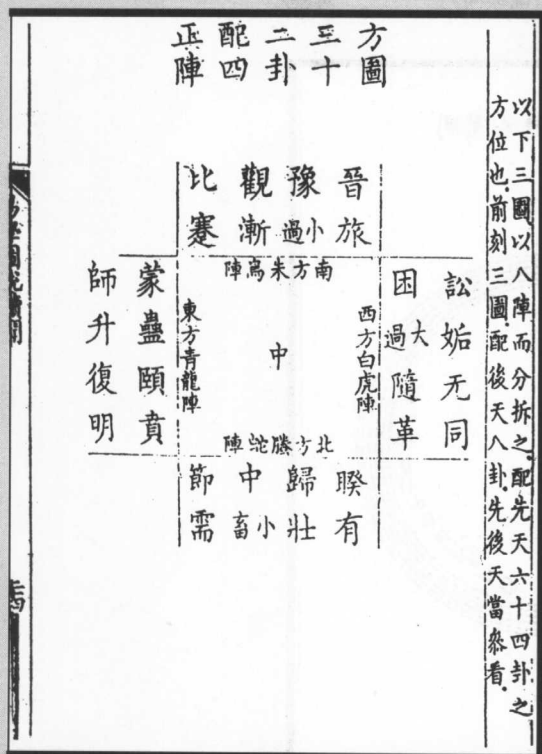 以下三圖以八陣而分拆之.配先天六十四卦之
方位也.前刻三圖.配後天八卦.先後天當叅看.
方圖
三十
二卦
配四
正陣
晉旅
豫小過
觀漸
比蹇
南方朱鳥陣
訟姤无同
困大過隨革
西方白虎陣
中
東方青龍陣
蒙蠱頤賁
師升復明
北方螣蛇陣
睽有
歸壯
中小畜
節需